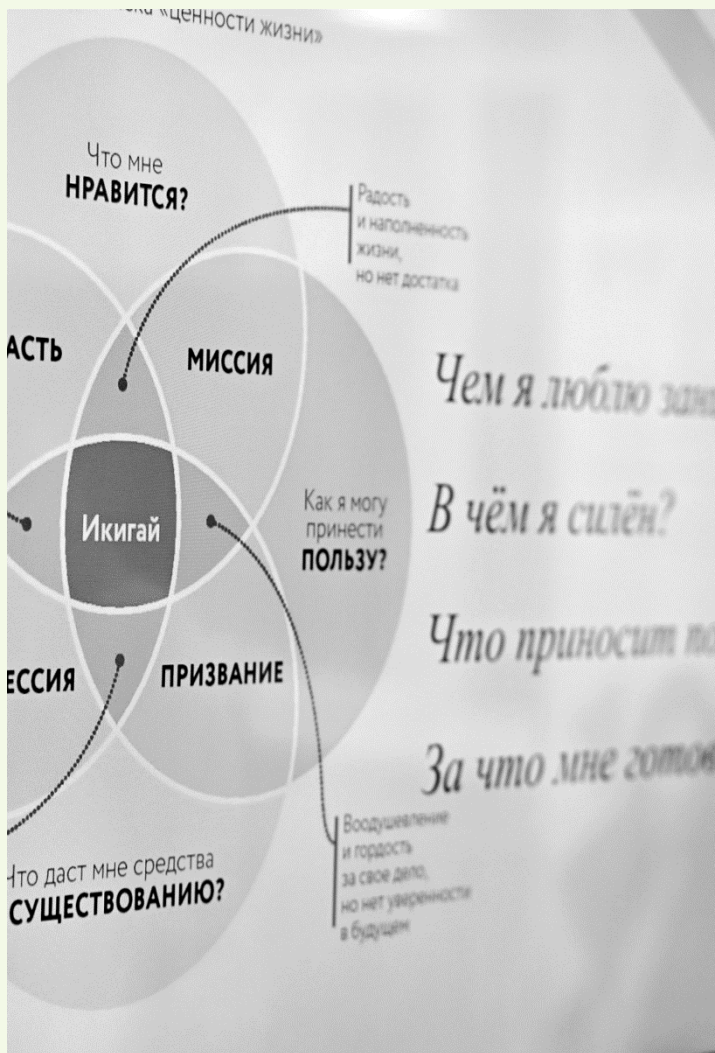 «ценности жизни»
Что мне
НРАВИТСЯ?
Радость
и наполненность
жизни,
но нет достатка
АСТЬ
МИССИЯ
Чем я люблю
Икигай
Как я могу
принести
ПОЛЬЗУ?
В чём я силён?
ЕССИЯ
ПРИЗВАНИЕ
Что приносит
За что мне
Что даст мне средства
СУЩЕСТВОВАНИЮ?
Воодушевление
и гордость
за свое дело,
но нет уверенности
в будущем